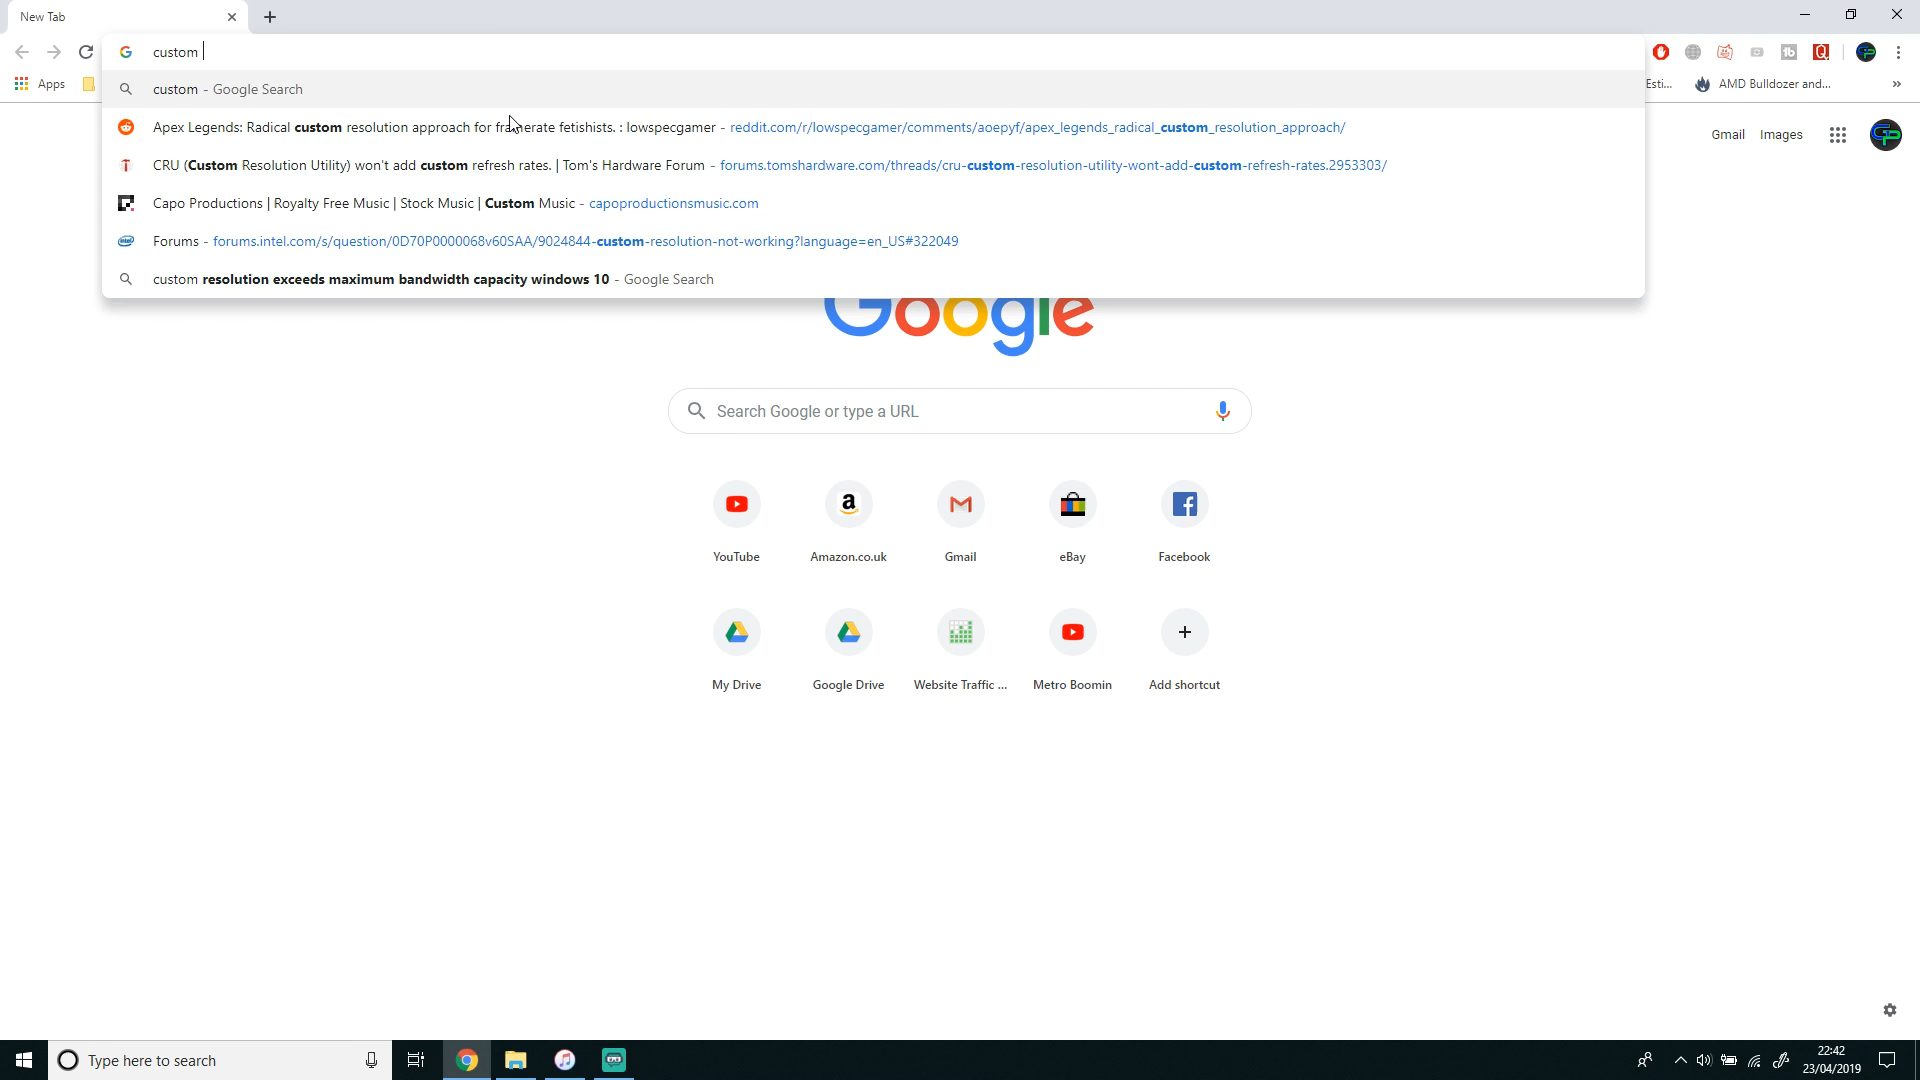 New Tab
custom
Apps
custom - Google Search
Esti...
AMD Bulldozer and...
Apex Legends: Radical custom resolution approach for framerate fetishists. : lowspecgamer - reddit.com/r/lowspecgamer/comments/aoepyf/apex_legends_radical_custom_resolution_approach/
Gmail
Images
CRU (Custom Resolution Utility) won't add custom refresh rates. | Tom's Hardware Forum - forums.tomshardware.com/threads/cru-custom-resolution-utility-wont-add-custom-refresh-rates.2953303/
Capo Productions | Royalty Free Music | Stock Music | Custom Music - capoproductionsmusic.com
Forums - forums.intel.com/s/question/0D70P0000068v60SAA/9024844-custom-resolution-not-working?language=en_US#322049
custom resolution exceeds maximum bandwidth capacity windows 10 - Google Search
Google
Search Google or type a URL
YouTube
Amazon.co.uk
Gmail
eBay
Facebook
My Drive
Google Drive
Website Traffic ...
Metro Boomin
Add shortcut
Type here to search
22:42
23/04/2019